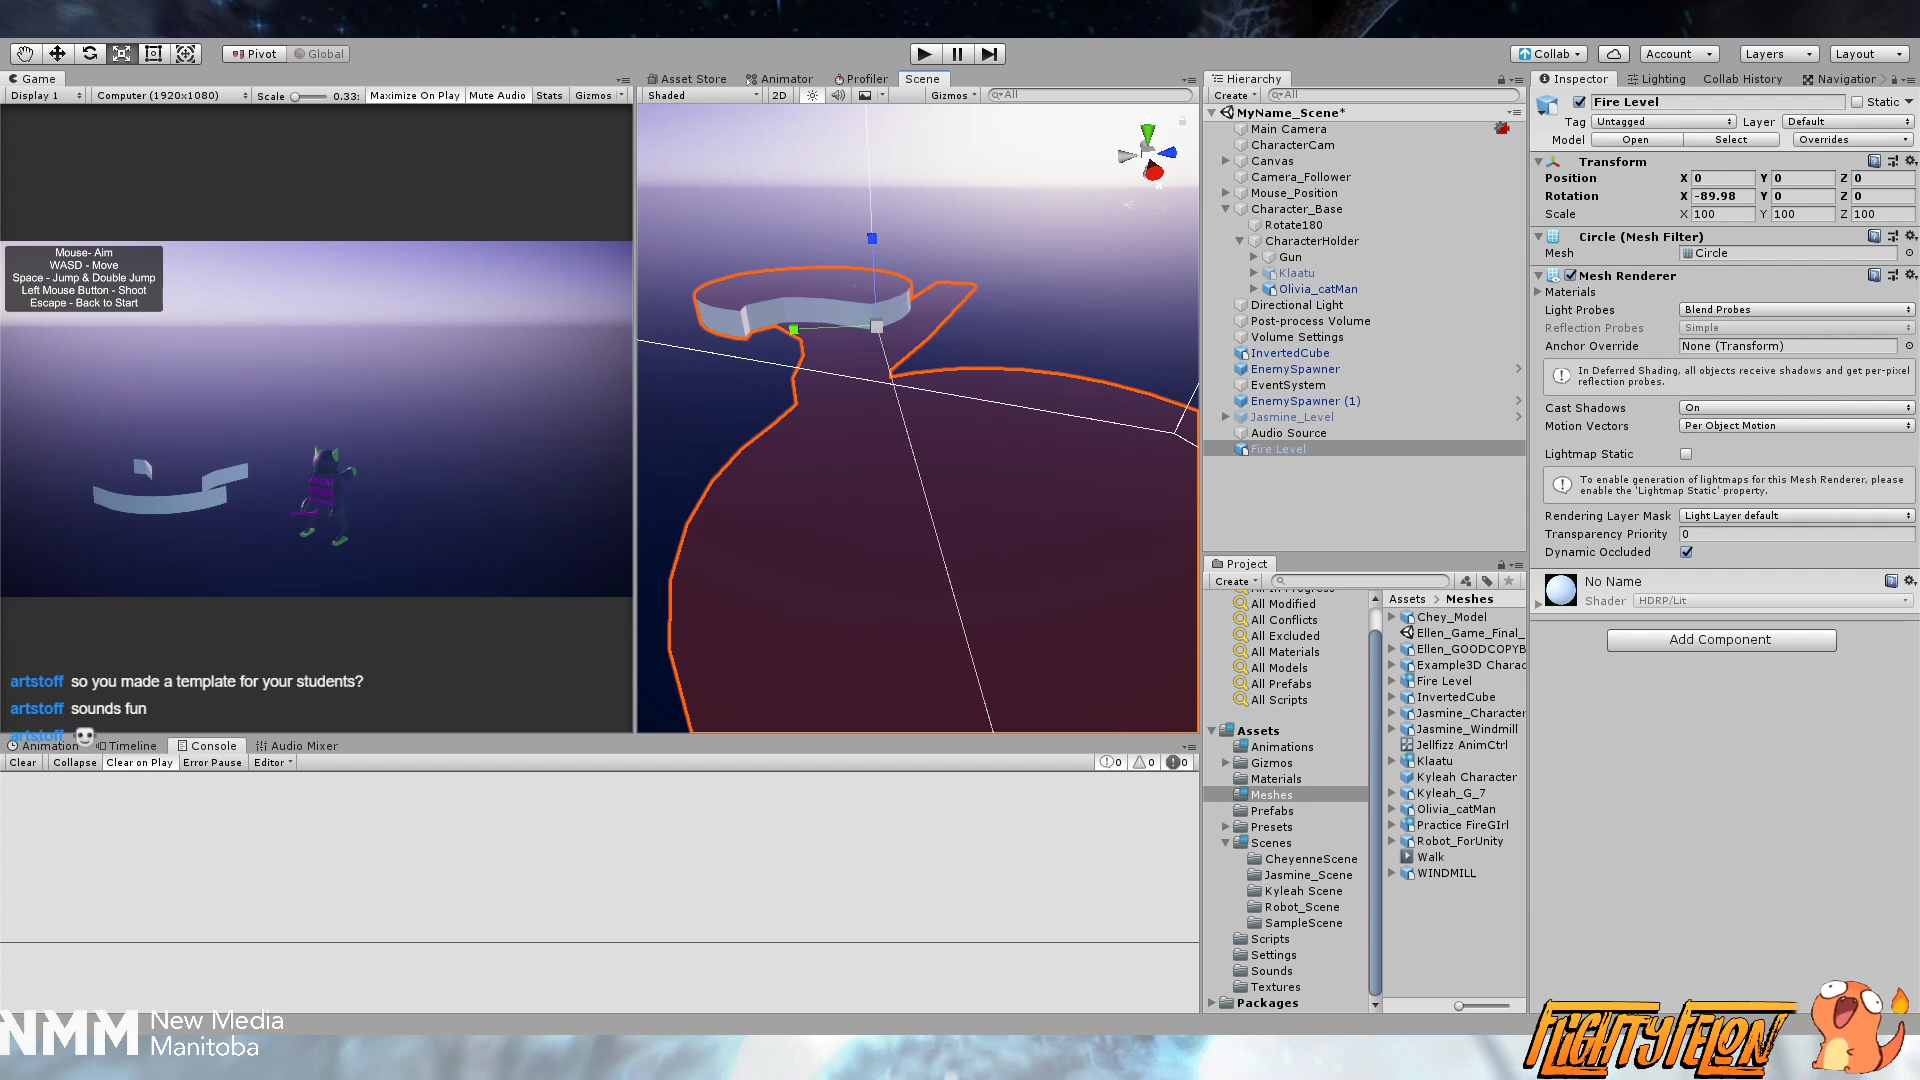 Pivot Global Collab Account Layers Layout
Game Asset Store Animator Profiler Scene Hierarchy Inspector Lighting Collab History Navigation
Display 1 Computer (1920x1080) Scale 0.33: Maximize On Play Mute Audio Stats Gizmos Shaded 2D Gizmos All Create All
Fire Level Static
Tag Untagged Layer Default
Model Open Select Overrides
Transform
Position X 0 Y 0 Z 0
Rotation X -89.98 Y 0 Z 0
Scale X 100 Y 100 Z 100
Circle (Mesh Filter)
Mesh Circle
Mesh Renderer
Materials
Light Probes Blend Probes
Reflection Probes Simple
Anchor Override None (Transform)
In Deferred Shading, all objects receive shadows and get per-pixel
reflection probes.
Cast Shadows On
Motion Vectors Per Object Motion
Lightmap Static
To enable generation of lightmaps for this Mesh Renderer, please
enable the 'Lightmap Static' property.
Rendering Layer Mask Light Layer default
Transparency Priority 0
Dynamic Occluded
No Name
Shader HDRP/Lit
Add Component
MyName_Scene*
Main Camera
CharacterCam
Canvas
Camera_Follower
Mouse_Position
Character_Base
Rotate180
CharacterHolder
Gun
Klaatu
Olivia_catMan
Directional Light
Post-process Volume
Volume Settings
InvertedCube
EnemySpawner
EventSystem
EnemySpawner (1)
Jasmine_Level
Audio Source
Fire Level
Mouse- Aim
WASD - Move
Space - Jump & Double Jump
Left Mouse Button - Shoot
Escape - Back to Start
artstoff so you made a template for your students?
artstoff sounds fun
artstoff
Animation Timeline Console Audio Mixer
Clear Collapse Clear on Play Error Pause Editor 0 0 0
Project
Create
All Modified
All Conflicts
All Excluded
All Materials
All Models
All Prefabs
All Scripts
Assets
Animations
Gizmos
Materials
Meshes
Prefabs
Presets
Scenes
CheyenneScene
Jasmine_Scene
Kyleah Scene
Robot_Scene
SampleScene
Scripts
Settings
Sounds
Textures
Packages
Assets > Meshes
Chey_Model
Ellen_Game_Final_
Ellen_GOODCOPYB
Example3D Charac
Fire Level
InvertedCube
Jasmine_Character
Jasmine_Windmill
Jellfizz AnimCtrl
Klaatu
Kyleah Character
Kyleah_G_7
Olivia_catMan
Practice FireGIrl
Robot_ForUnity
Walk
WINDMILL
NMM New Media
Manitoba
FLIGHTYFELON